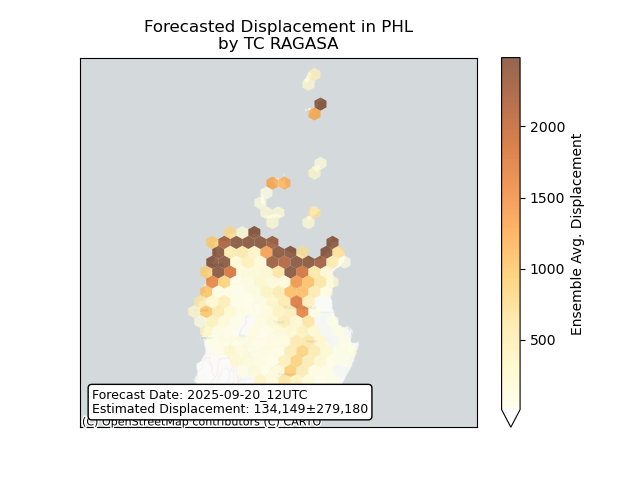 Forecasted Displacement in PHL
by TC RAGASA
2000
1500
1000
500
Ensemble Avg. Displacement
Forecast Date: 2025-09-20_12UTC
Estimated Displacement: 134,149±279,180
(C) OpenStreetMap contributors (C) CARTO